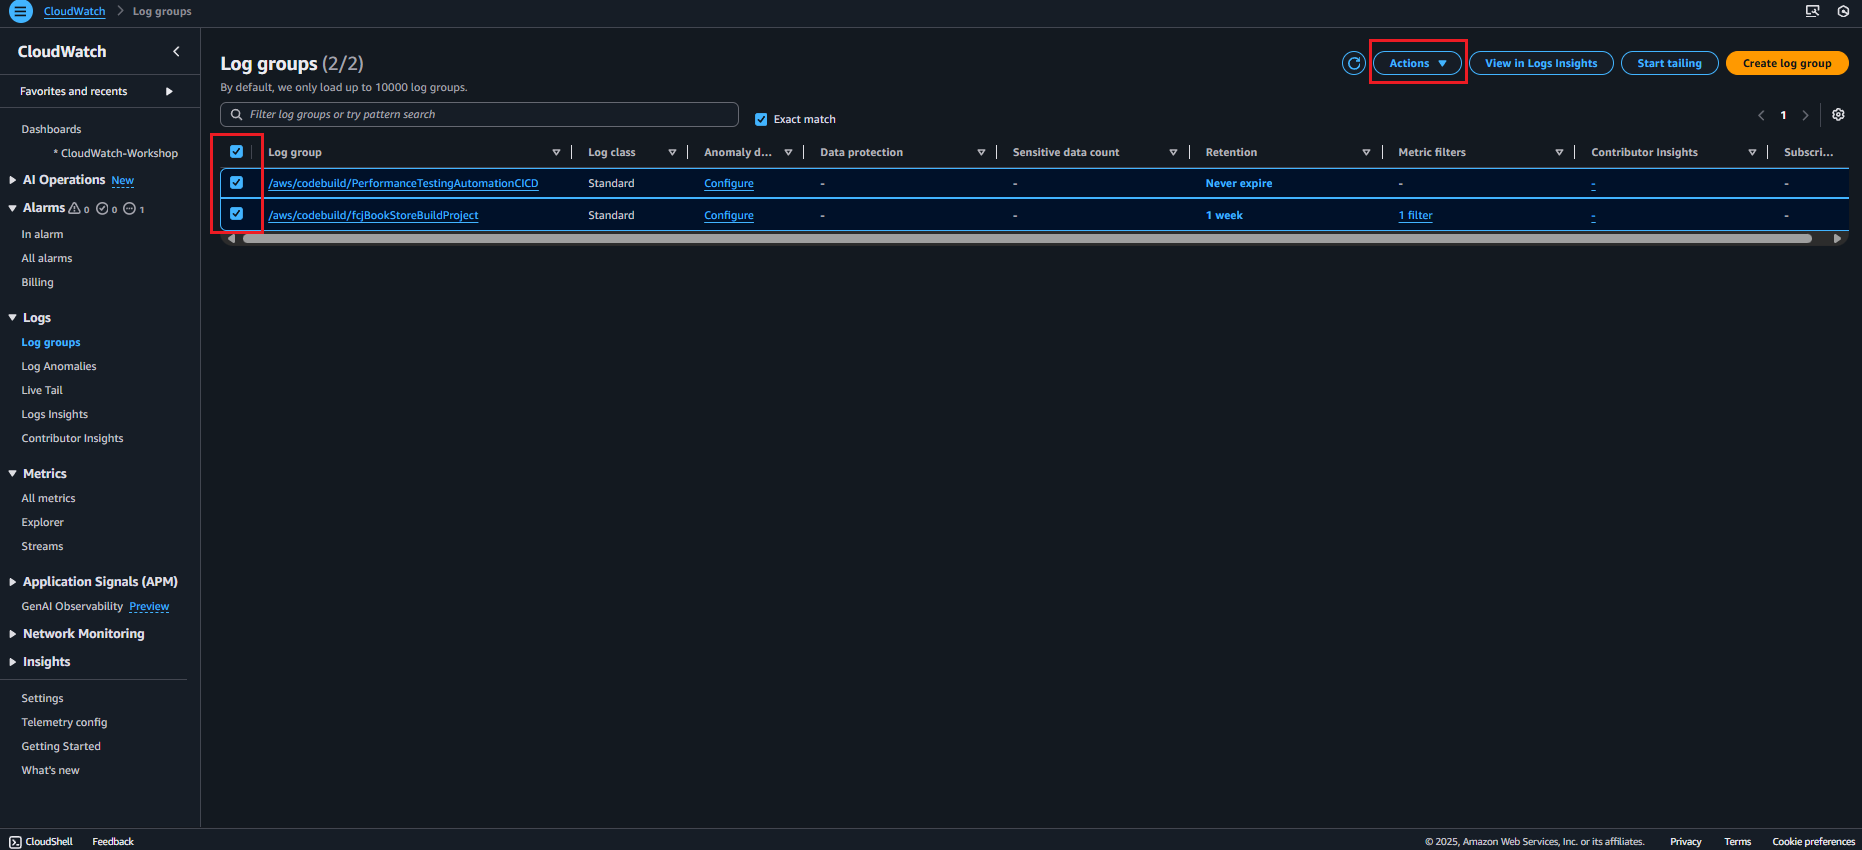 CloudWatch > Log groups
CloudWatch
Favorites and recents
Dashboards
* CloudWatch-Workshop
AI Operations New
Alarms 0 0 1
In alarm
All alarms
Billing
Logs
Log groups
Log Anomalies
Live Tail
Logs Insights
Contributor Insights
Metrics
All metrics
Explorer
Streams
Application Signals (APM)
GenAI Observability Preview
Network Monitoring
Insights
Settings
Telemetry config
Getting Started
What's new
Log groups (2/2)
By default, we only load up to 10000 log groups.
Actions
View in Logs Insights
Start tailing
Create log group
Filter log groups or try pattern search
Exact match
1
Log group Log class Anomaly d... Data protection Sensitive data count Retention Metric filters Contributor Insights Subscri...
/aws/codebuild/PerformanceTestingAutomationCICD Standard Configure - - Never expire - - -
/aws/codebuild/fcjBookStoreBuildProject Standard Configure - - 1 week 1 filter - -
CloudShell Feedback © 2025, Amazon Web Services, Inc. or its affiliates. Privacy Terms Cookie preferences